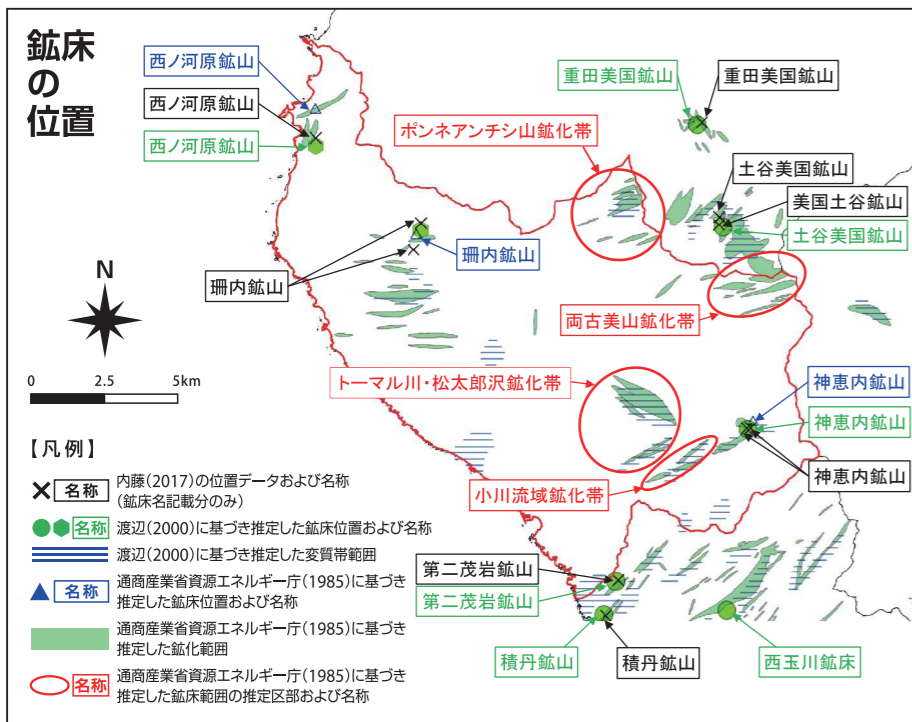 鉱床
の
位置
西ノ河原鉱山
西ノ河原鉱山
西ノ河原鉱山
重田美国鉱山
重田美国鉱山
ポンネアンチシ山鉱化帯
土谷美国鉱山
美国土谷鉱山
土谷美国鉱山
珊内鉱山
珊内鉱山
両古美山鉱化帯
N
0 2.5 5km
トーマル川・松太郎沢鉱化帯
神恵内鉱山
神恵内鉱山
神恵内鉱山
小川流域鉱化帯
第二茂岩鉱山
第二茂岩鉱山
積丹鉱山
積丹鉱山
西玉川鉱床
【凡例】
名称
内藤(2017)の位置データおよび名称
(鉱床名記載分のみ)
名称
渡辺(2000)に基づき推定した鉱床位置および名称
渡辺(2000)に基づき推定した変質帯範囲
名称
通商産業省資源エネルギー庁(1985)に基づき
推定した鉱床位置および名称
通商産業省資源エネルギー庁(1985)に基づき
推定した鉱化範囲
名称
通商産業省資源エネルギー庁(1985)に基づき
推定した鉱床範囲の推定区部および名称